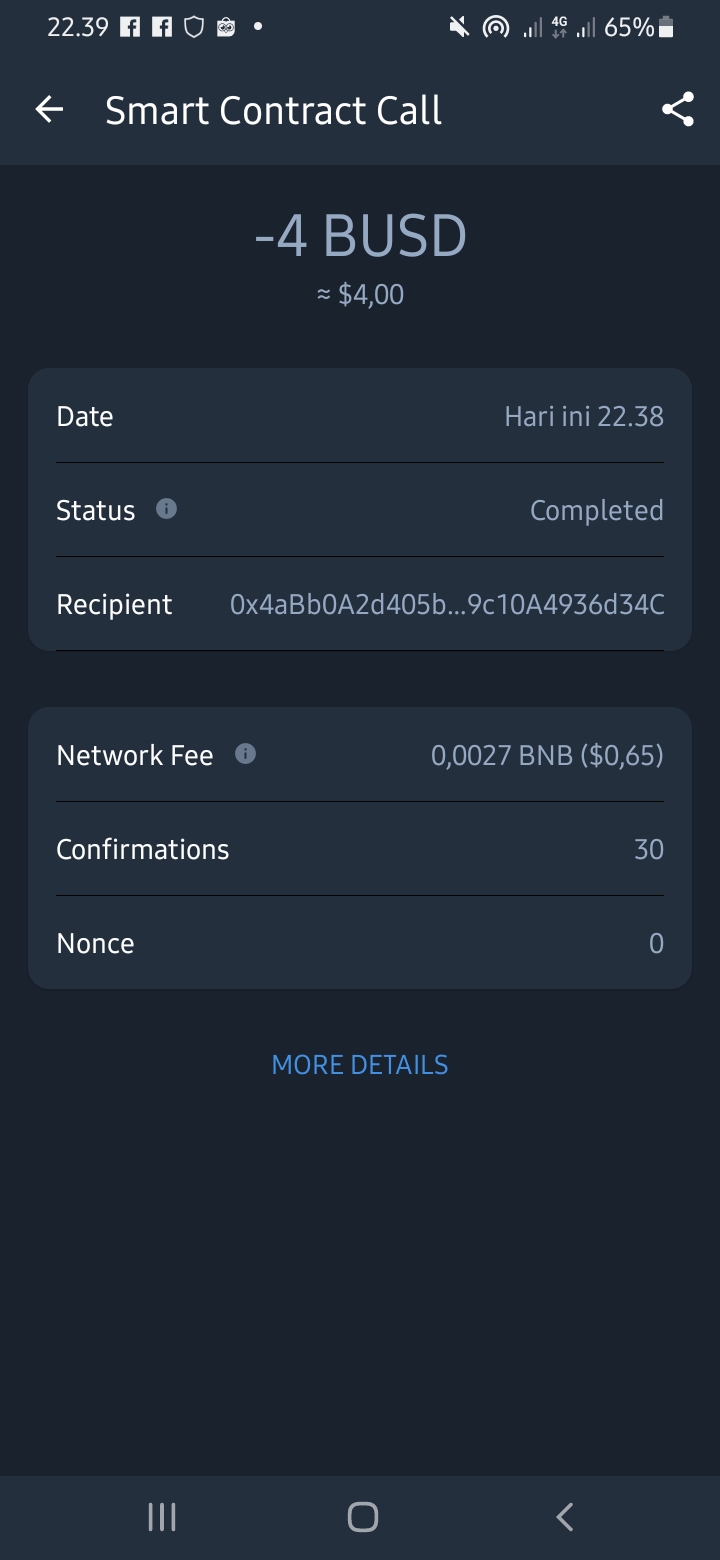 22.39
4G
65%
Smart Contract Call
-4 BUSD
≈ $4,00
Date Hari ini 22.38
Status Completed
Recipient 0x4aBb0A2d405b...9c10A4936d34C
Network Fee 0,0027 BNB ($0,65)
Confirmations 30
Nonce 0
MORE DETAILS